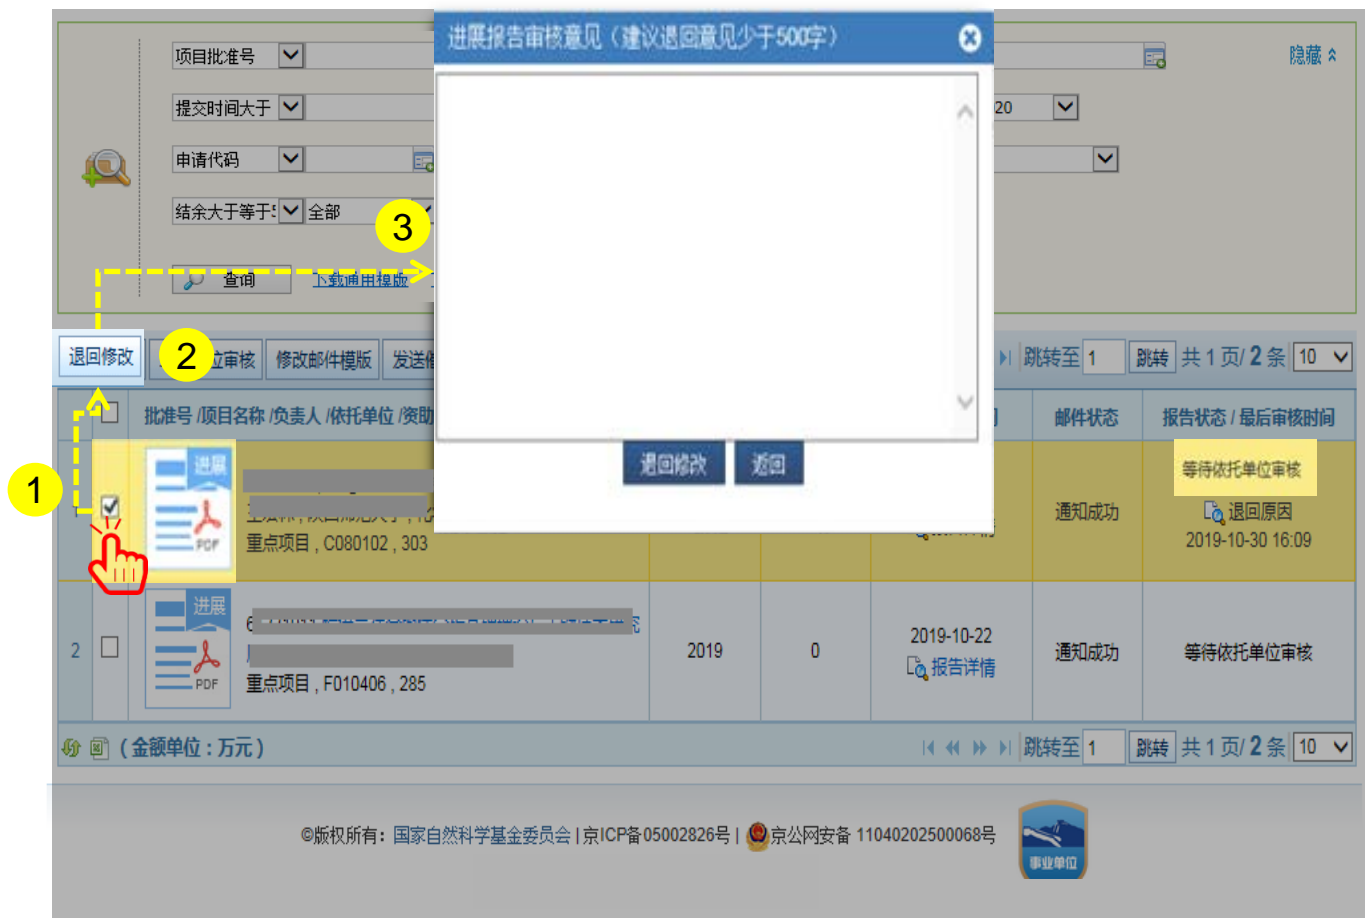 进展报告审核意见（建议退回意见少于500字）
项目批准号
隐藏
提交时间大于
20
申请代码
结余大于等于5
全部
3
查询
下载通用模版
退回修改
2
位审核
修改邮件模版
发送催
跳转至 1 跳转 共 1 页/ 2 条 10
批准号 /项目名称 /负责人 /依托单位 /资助
邮件状态
报告状态 / 最后审核时间
退回修改
返回
1
进展
PDF
重点项目 , C080102 , 303
通知成功
等待依托单位审核
退回原因
2019-10-30 16:09
2
进展
PDF
究
重点项目 , F010406 , 285
2019
0
2019-10-22
报告详情
通知成功
等待依托单位审核
( 金额单位 : 万元 )
跳转至 1 跳转 共 1 页/ 2 条 10
©版权所有：国家自然科学基金委员会 | 京ICP备05002826号 | 京公网安备 11040202500068号
事业单位